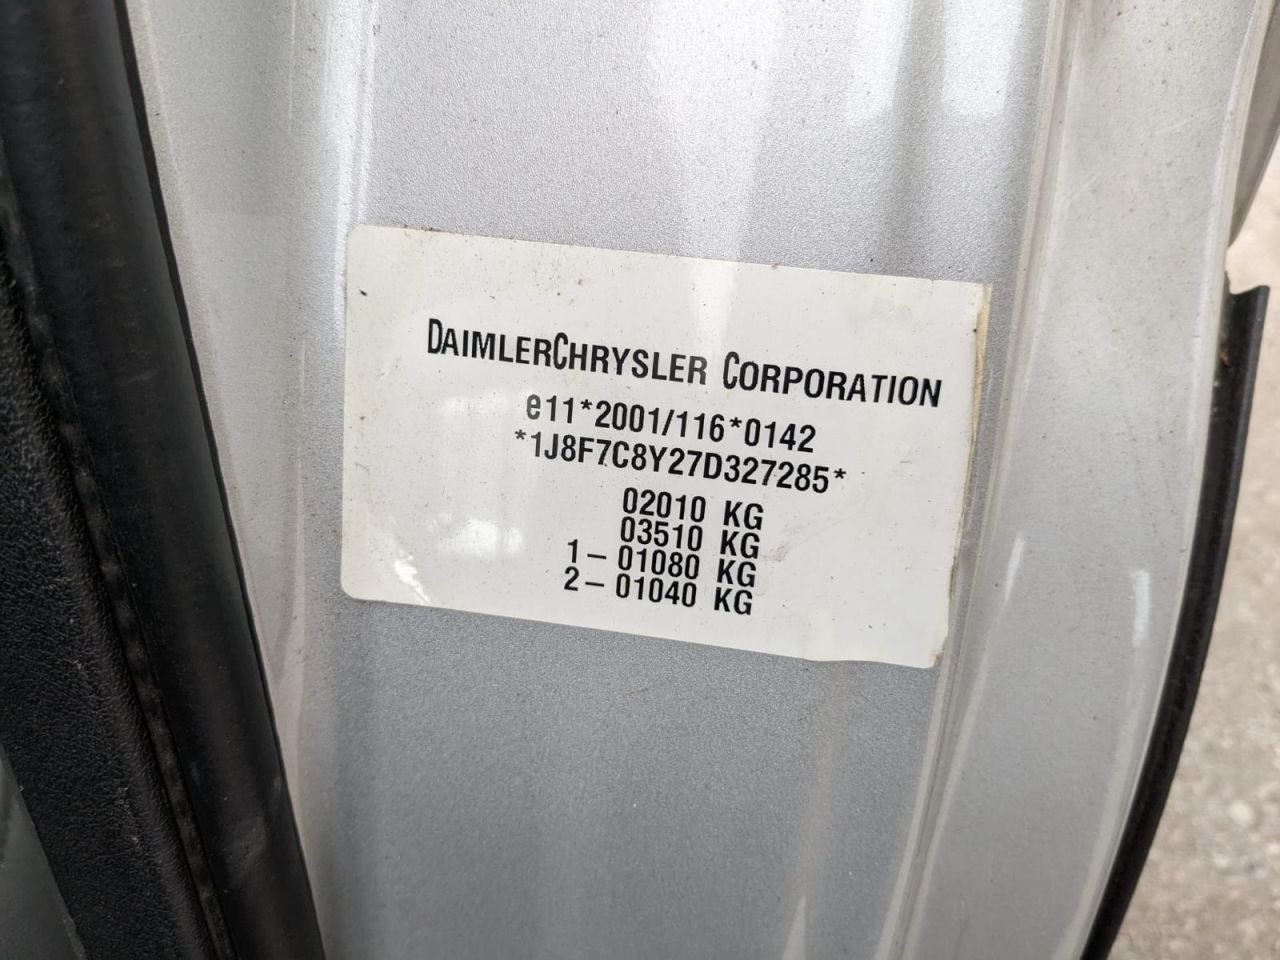 DAIMLERCHRYSLER CORPORATION
e11*2001/116*0142
*1J8F7C8Y27D327285*
02010 KG
03510 KG
1– 01080 KG
2– 01040 KG